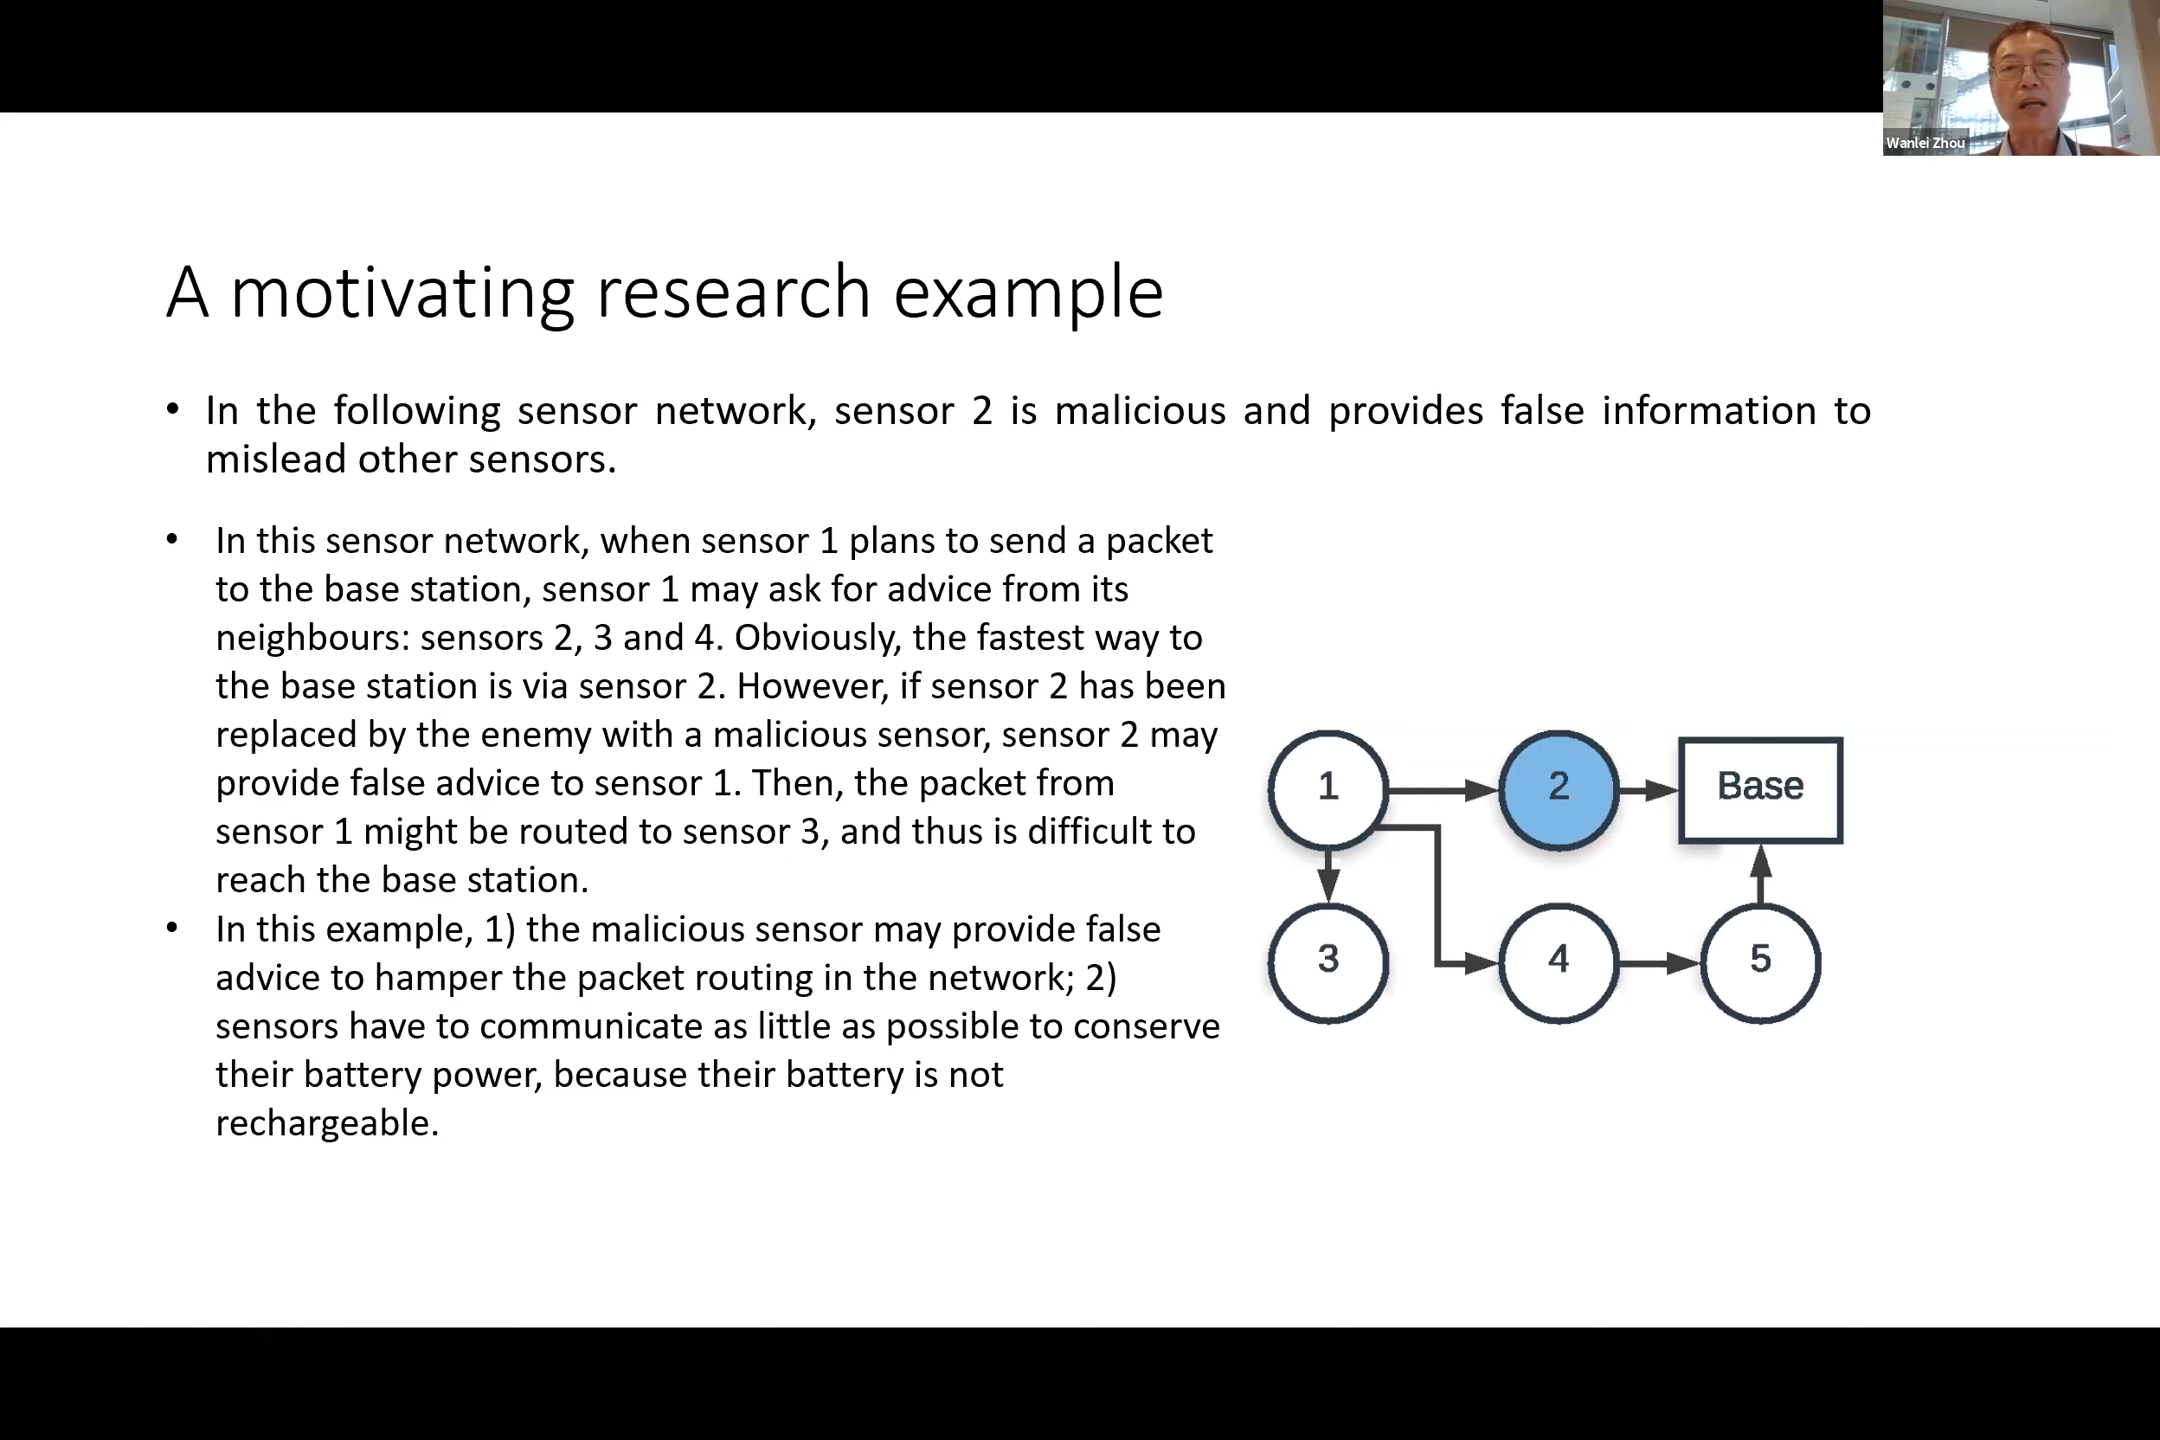 Wanlei Zhou
A motivating research example
• In the following sensor network, sensor 2 is malicious and provides false information to
mislead other sensors.
• In this sensor network, when sensor 1 plans to send a packet
to the base station, sensor 1 may ask for advice from its
neighbours: sensors 2, 3 and 4. Obviously, the fastest way to
the base station is via sensor 2. However, if sensor 2 has been
replaced by the enemy with a malicious sensor, sensor 2 may
provide false advice to sensor 1. Then, the packet from
sensor 1 might be routed to sensor 3, and thus is difficult to
reach the base station.
• In this example, 1) the malicious sensor may provide false
advice to hamper the packet routing in the network; 2)
sensors have to communicate as little as possible to conserve
their battery power, because their battery is not
rechargeable.
1
2
Base
3
4
5